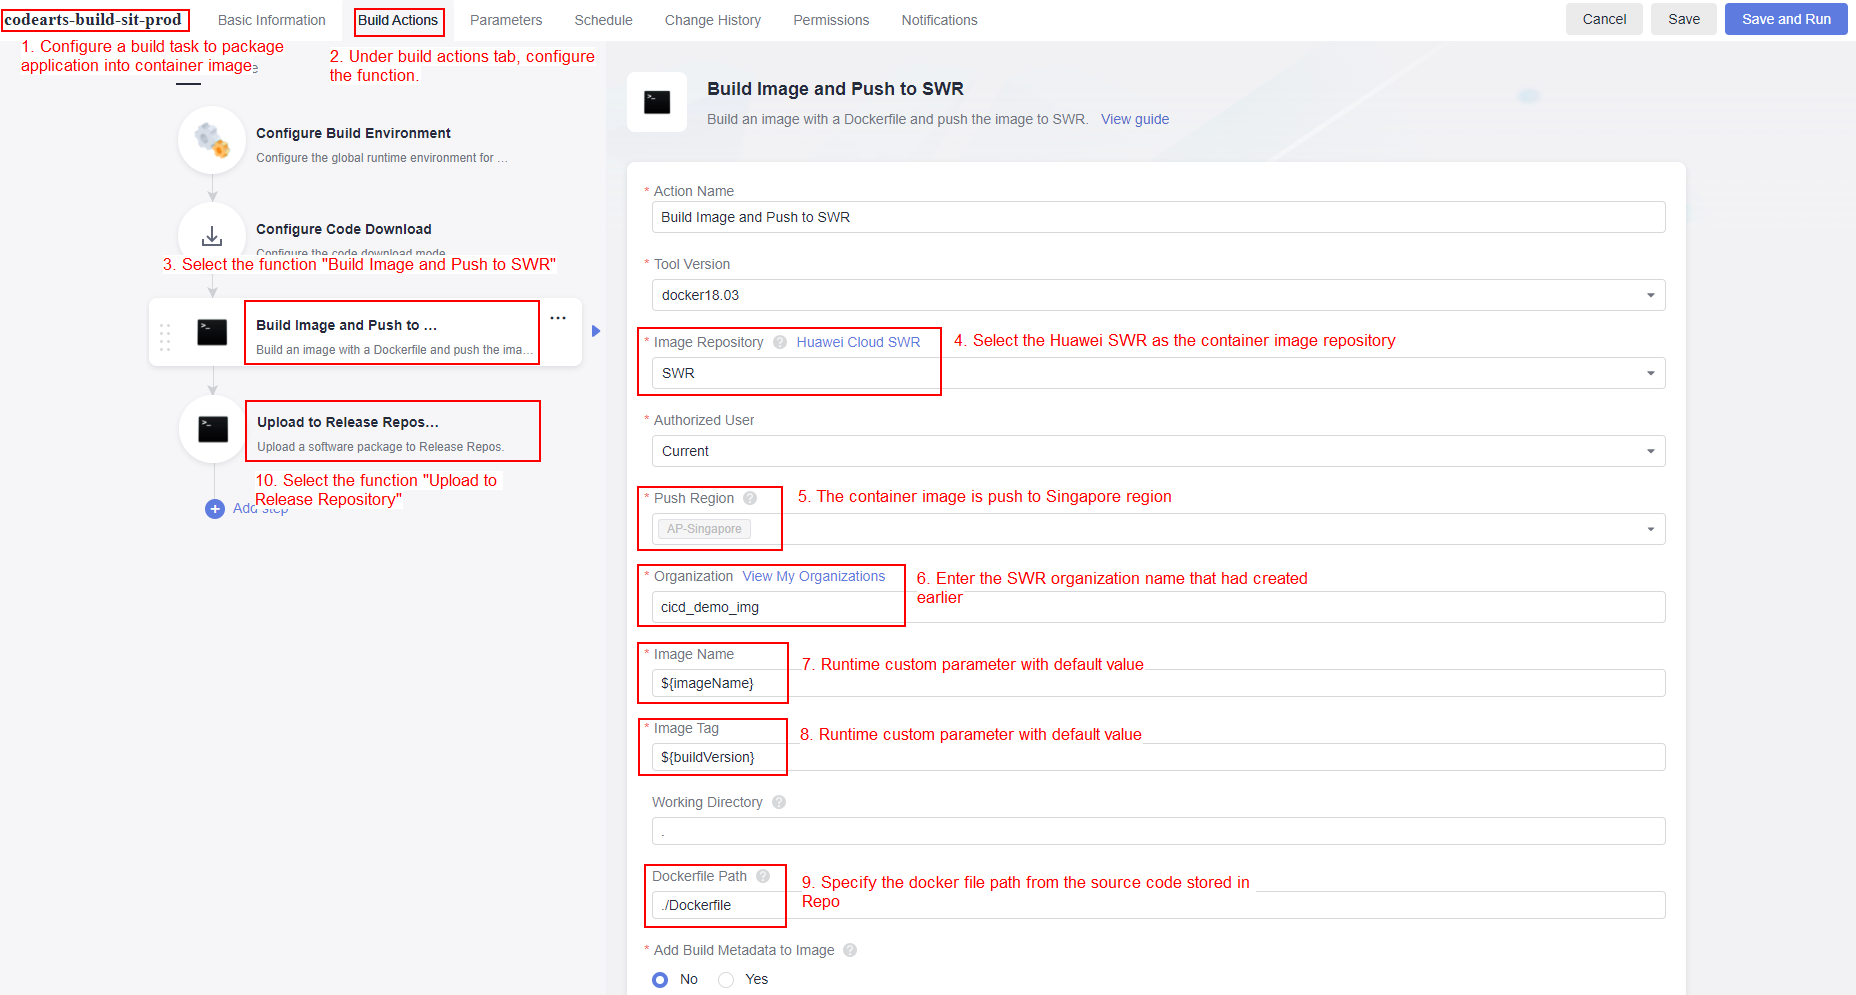 codearts-build-sit-prod
Basic Information
Build Actions
Parameters
Schedule
Change History
Permissions
Notifications
Cancel
Save
Save and Run
1. Configure a build task to package
application into container image
2. Under build actions tab, configure
the function.
Configure Build Environment
Configure the global runtime environment for ...
Configure Code Download
Configure the code download mode
3. Select the function "Build Image and Push to SWR"
Build Image and Push to ...
Build an image with a Dockerfile and push the ima...
Upload to Release Repos...
Upload a software package to Release Repos.
10. Select the function "Upload to
Release Repository"
Add step
Build Image and Push to SWR
Build an image with a Dockerfile and push the image to SWR. View guide
* Action Name
Build Image and Push to SWR
* Tool Version
docker18.03
* Image Repository ? Huawei Cloud SWR
4. Select the Huawei SWR as the container image repository
SWR
* Authorized User
Current
* Push Region ?
5. The container image is push to Singapore region
AP-Singapore
* Organization View My Organizations
6. Enter the SWR organization name that had created
earlier
cicd_demo_img
* Image Name
7. Runtime custom parameter with default value
${imageName}
* Image Tag
8. Runtime custom parameter with default value
${buildVersion}
Working Directory ?
.
Dockerfile Path ?
9. Specify the docker file path from the source code stored in
Repo
./Dockerfile
* Add Build Metadata to Image ?
No
Yes